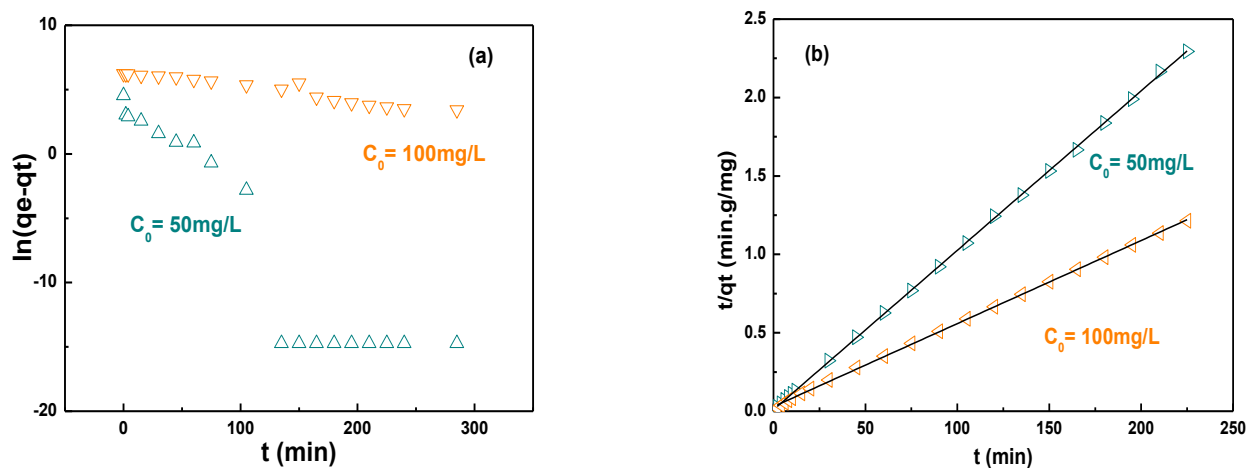 (a)
ln(qe-qt)
10
0
-10
-20
C₀= 100mg/L
C₀= 50mg/L
0
100
200
300
t (min)
(b)
t/qt (min.g/mg)
2.5
2.0
1.5
1.0
0.5
0.0
C₀= 50mg/L
C₀= 100mg/L
0
50
100
150
200
250
t (min)